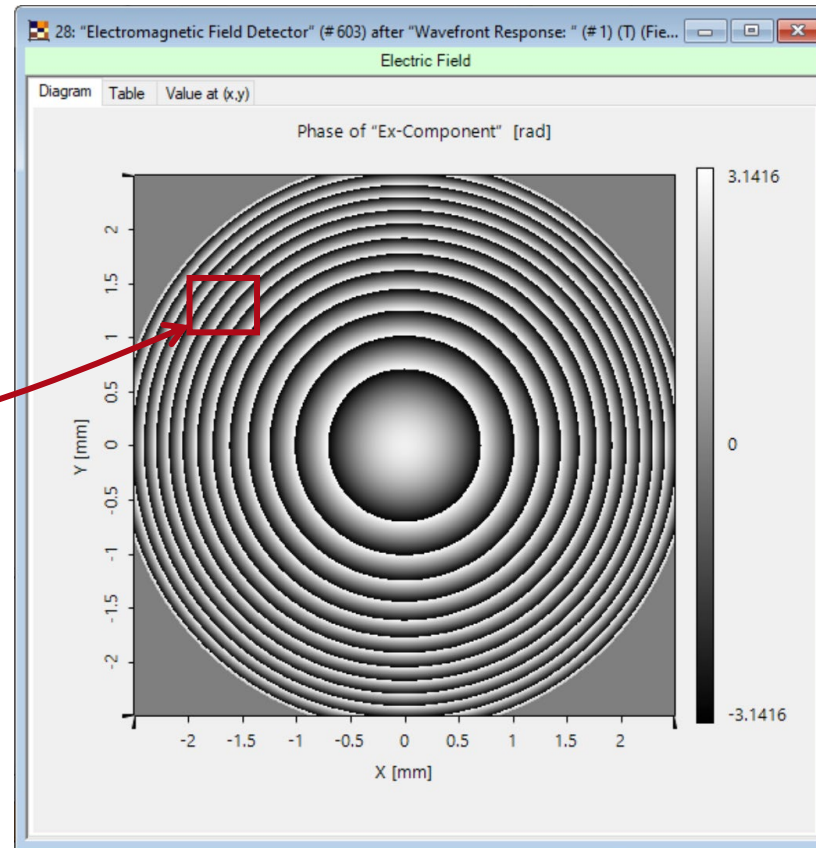 28: "Electromagnetic Field Detector" (# 603) after "Wavefront Response: " (# 1) (T) (Fie...
Electric Field
Diagram Table Value at (x,y)
Phase of "Ex-Component" [rad]
3.1416
0
-3.1416
Y [mm]
2
1.5
1
0.5
0
-0.5
-1
-1.5
-2
-2 -1.5 -1 -0.5 0 0.5 1 1.5 2
X [mm]